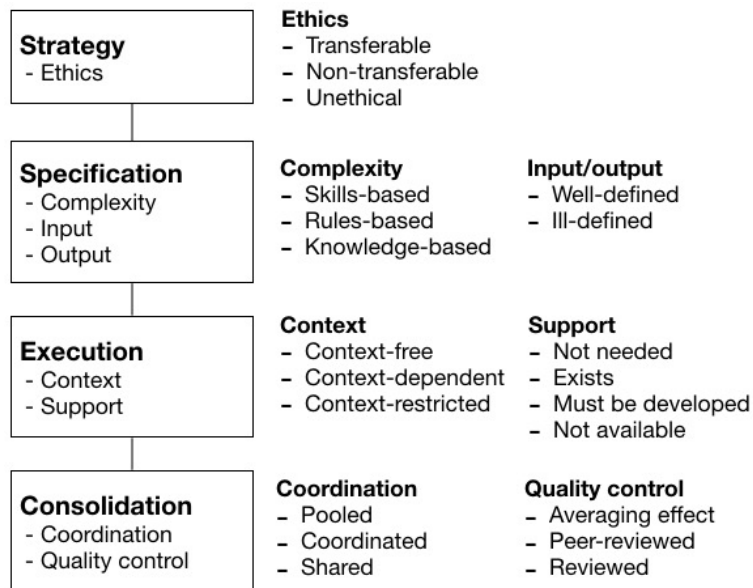 Strategy
- Ethics
Ethics
- Transferable
- Non-transferable
- Unethical
Specification
- Complexity
- Input
- Output
Complexity
- Skills-based
- Rules-based
- Knowledge-based
Input/output
- Well-defined
- Ill-defined
Execution
- Context
- Support
Context
- Context-free
- Context-dependent
- Context-restricted
Support
- Not needed
- Exists
- Must be developed
- Not available
Consolidation
- Coordination
- Quality control
Coordination
- Pooled
- Coordinated
- Shared
Quality control
- Averaging effect
- Peer-reviewed
- Reviewed